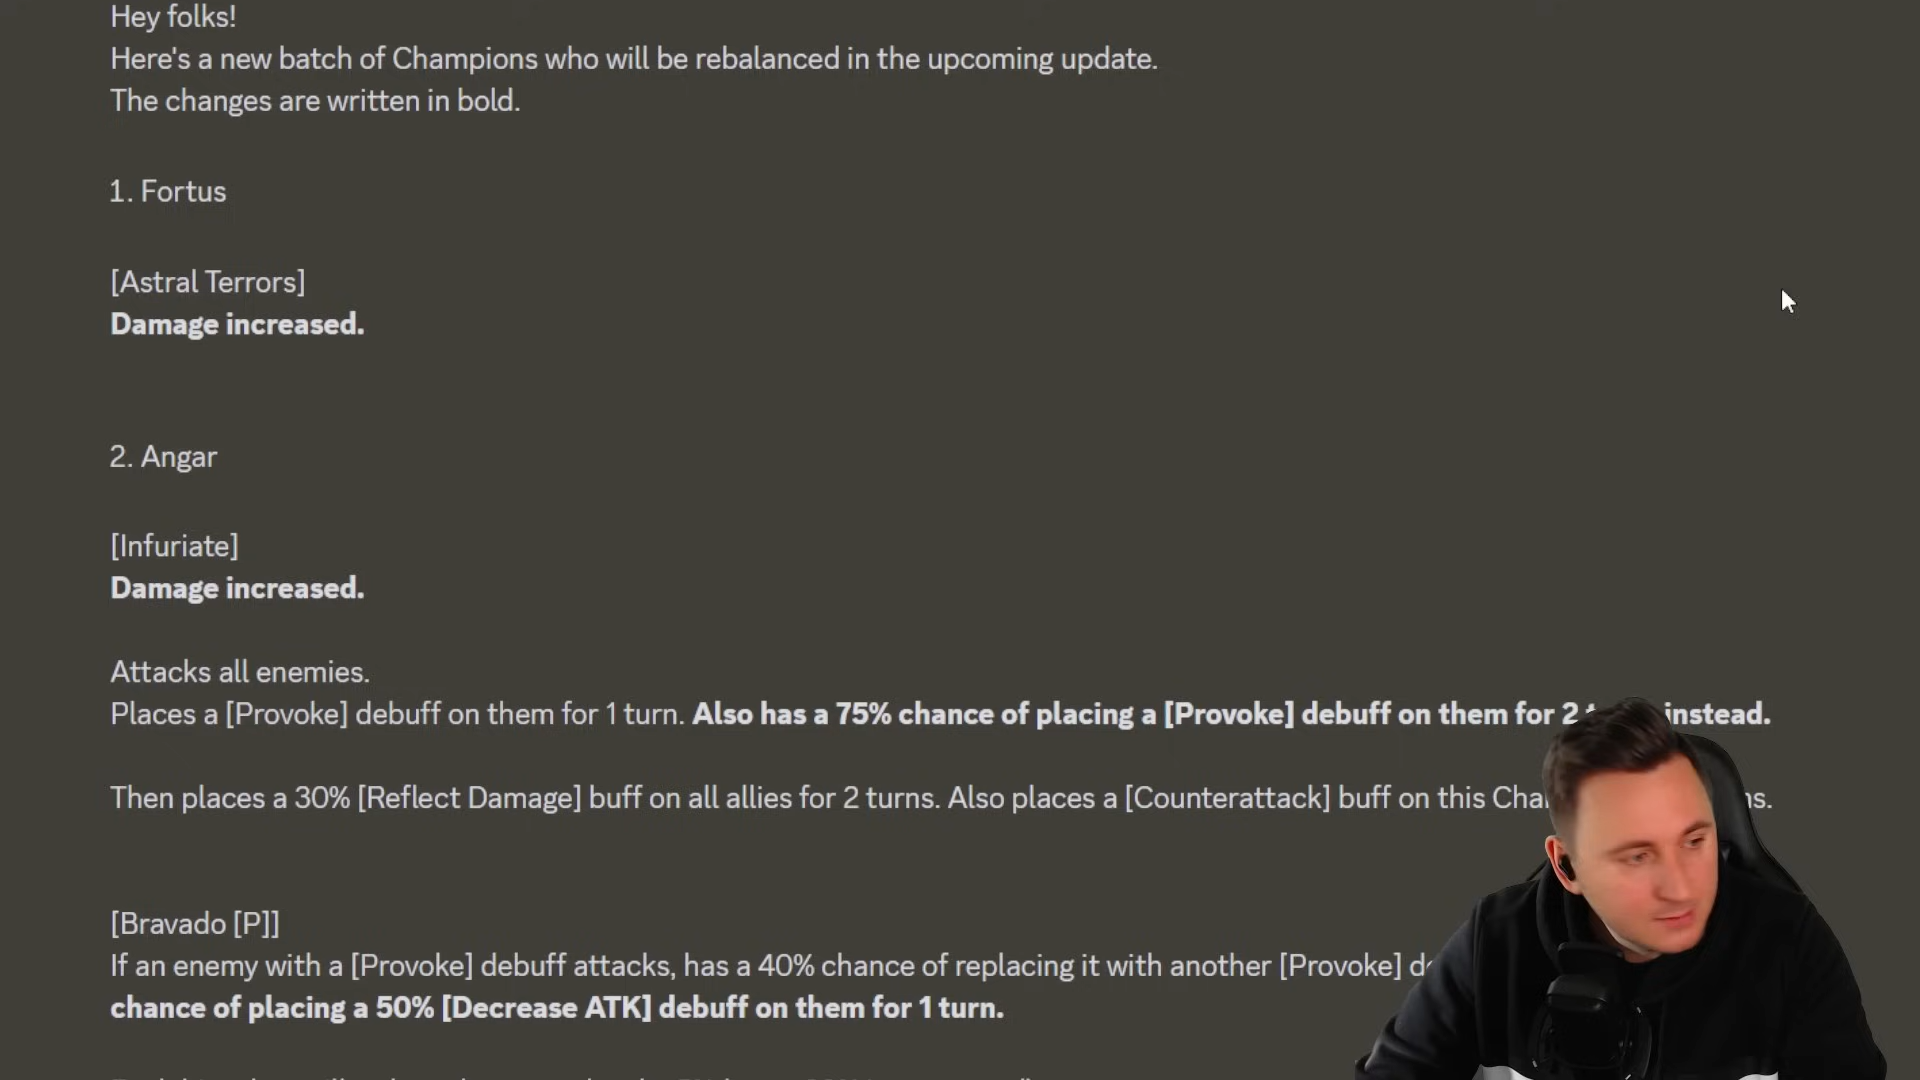 Hey folks!
Here's a new batch of Champions who will be rebalanced in the upcoming update.
The changes are written in bold.
1. Fortus
[Astral Terrors]
Damage increased.
2. Angar
[Infuriate]
Damage increased.
Attacks all enemies.
Places a [Provoke] debuff on them for 1 turn. Also has a 75% chance of placing a [Provoke] debuff on them for 2 instead.
Then places a 30% [Reflect Damage] buff on all allies for 2 turns. Also places a [Counterattack] buff on this
[Bravado [P]]
If an enemy with a [Provoke] debuff attacks, has a 40% chance of replacing it with another [Provoke]
chance of placing a 50% [Decrease ATK] debuff on them for 1 turn.